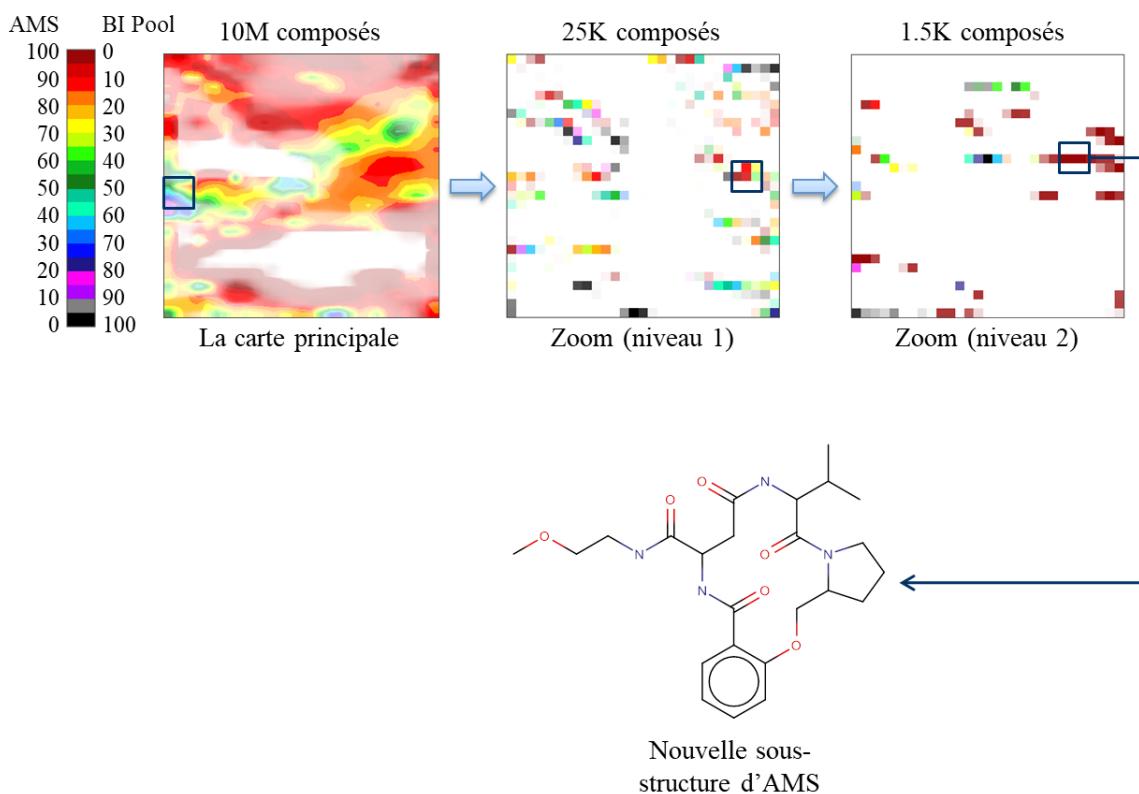 AMS BI Pool
10M composés
25K composés
1.5K composés
100 0
90 10
80 20
70 30
60 40
50 50
40 60
30 70
20 80
10 90
0 100
La carte principale
Zoom (niveau 1)
Zoom (niveau 2)
O
N
O
O
O
N
O
N
N
O
O
Nouvelle sous-
structure d'AMS